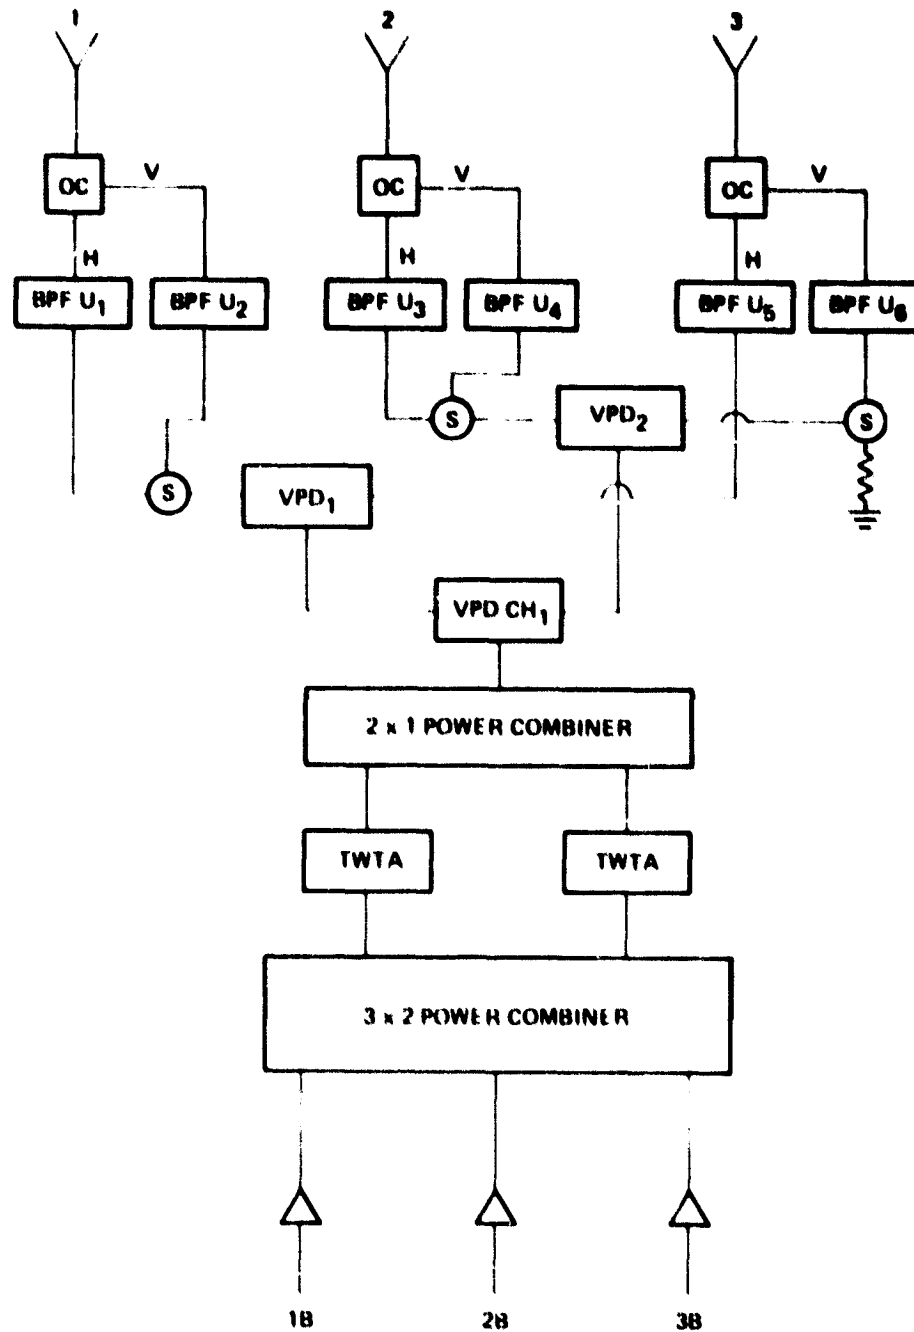 1 2 3
OC V OC V OC V
H H H
BPF U1 BPF U2 BPF U3 BPF U4 BPF U5 BPF U6
S VPD2 S
VPD1
S
VPD CH1
2 x 1 POWER COMBINER
TWTA TWTA
3 x 2 POWER COMBINER
1B 2B 3B